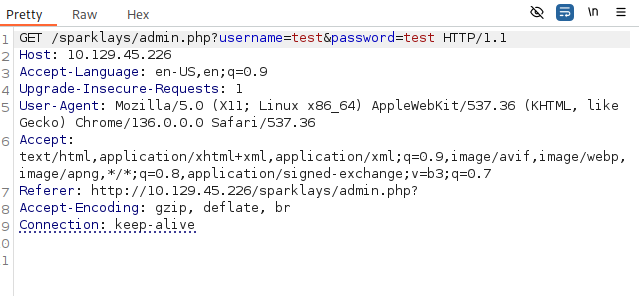 Pretty Raw Hex \n
1 GET /sparklays/admin.php?username=test&password=test HTTP/1.1
2 Host: 10.129.45.226
3 Accept-Language: en-US,en;q=0.9
4 Upgrade-Insecure-Requests: 1
5 User-Agent: Mozilla/5.0 (X11; Linux x86_64) AppleWebKit/537.36 (KHTML, like
Gecko) Chrome/136.0.0.0 Safari/537.36
6 Accept:
text/html,application/xhtml+xml,application/xml;q=0.9,image/avif,image/webp,
image/apng,*/*;q=0.8,application/signed-exchange;v=b3;q=0.7
7 Referer: http://10.129.45.226/sparklays/admin.php?
8 Accept-Encoding: gzip, deflate, br
9 Connection: keep-alive
0
1